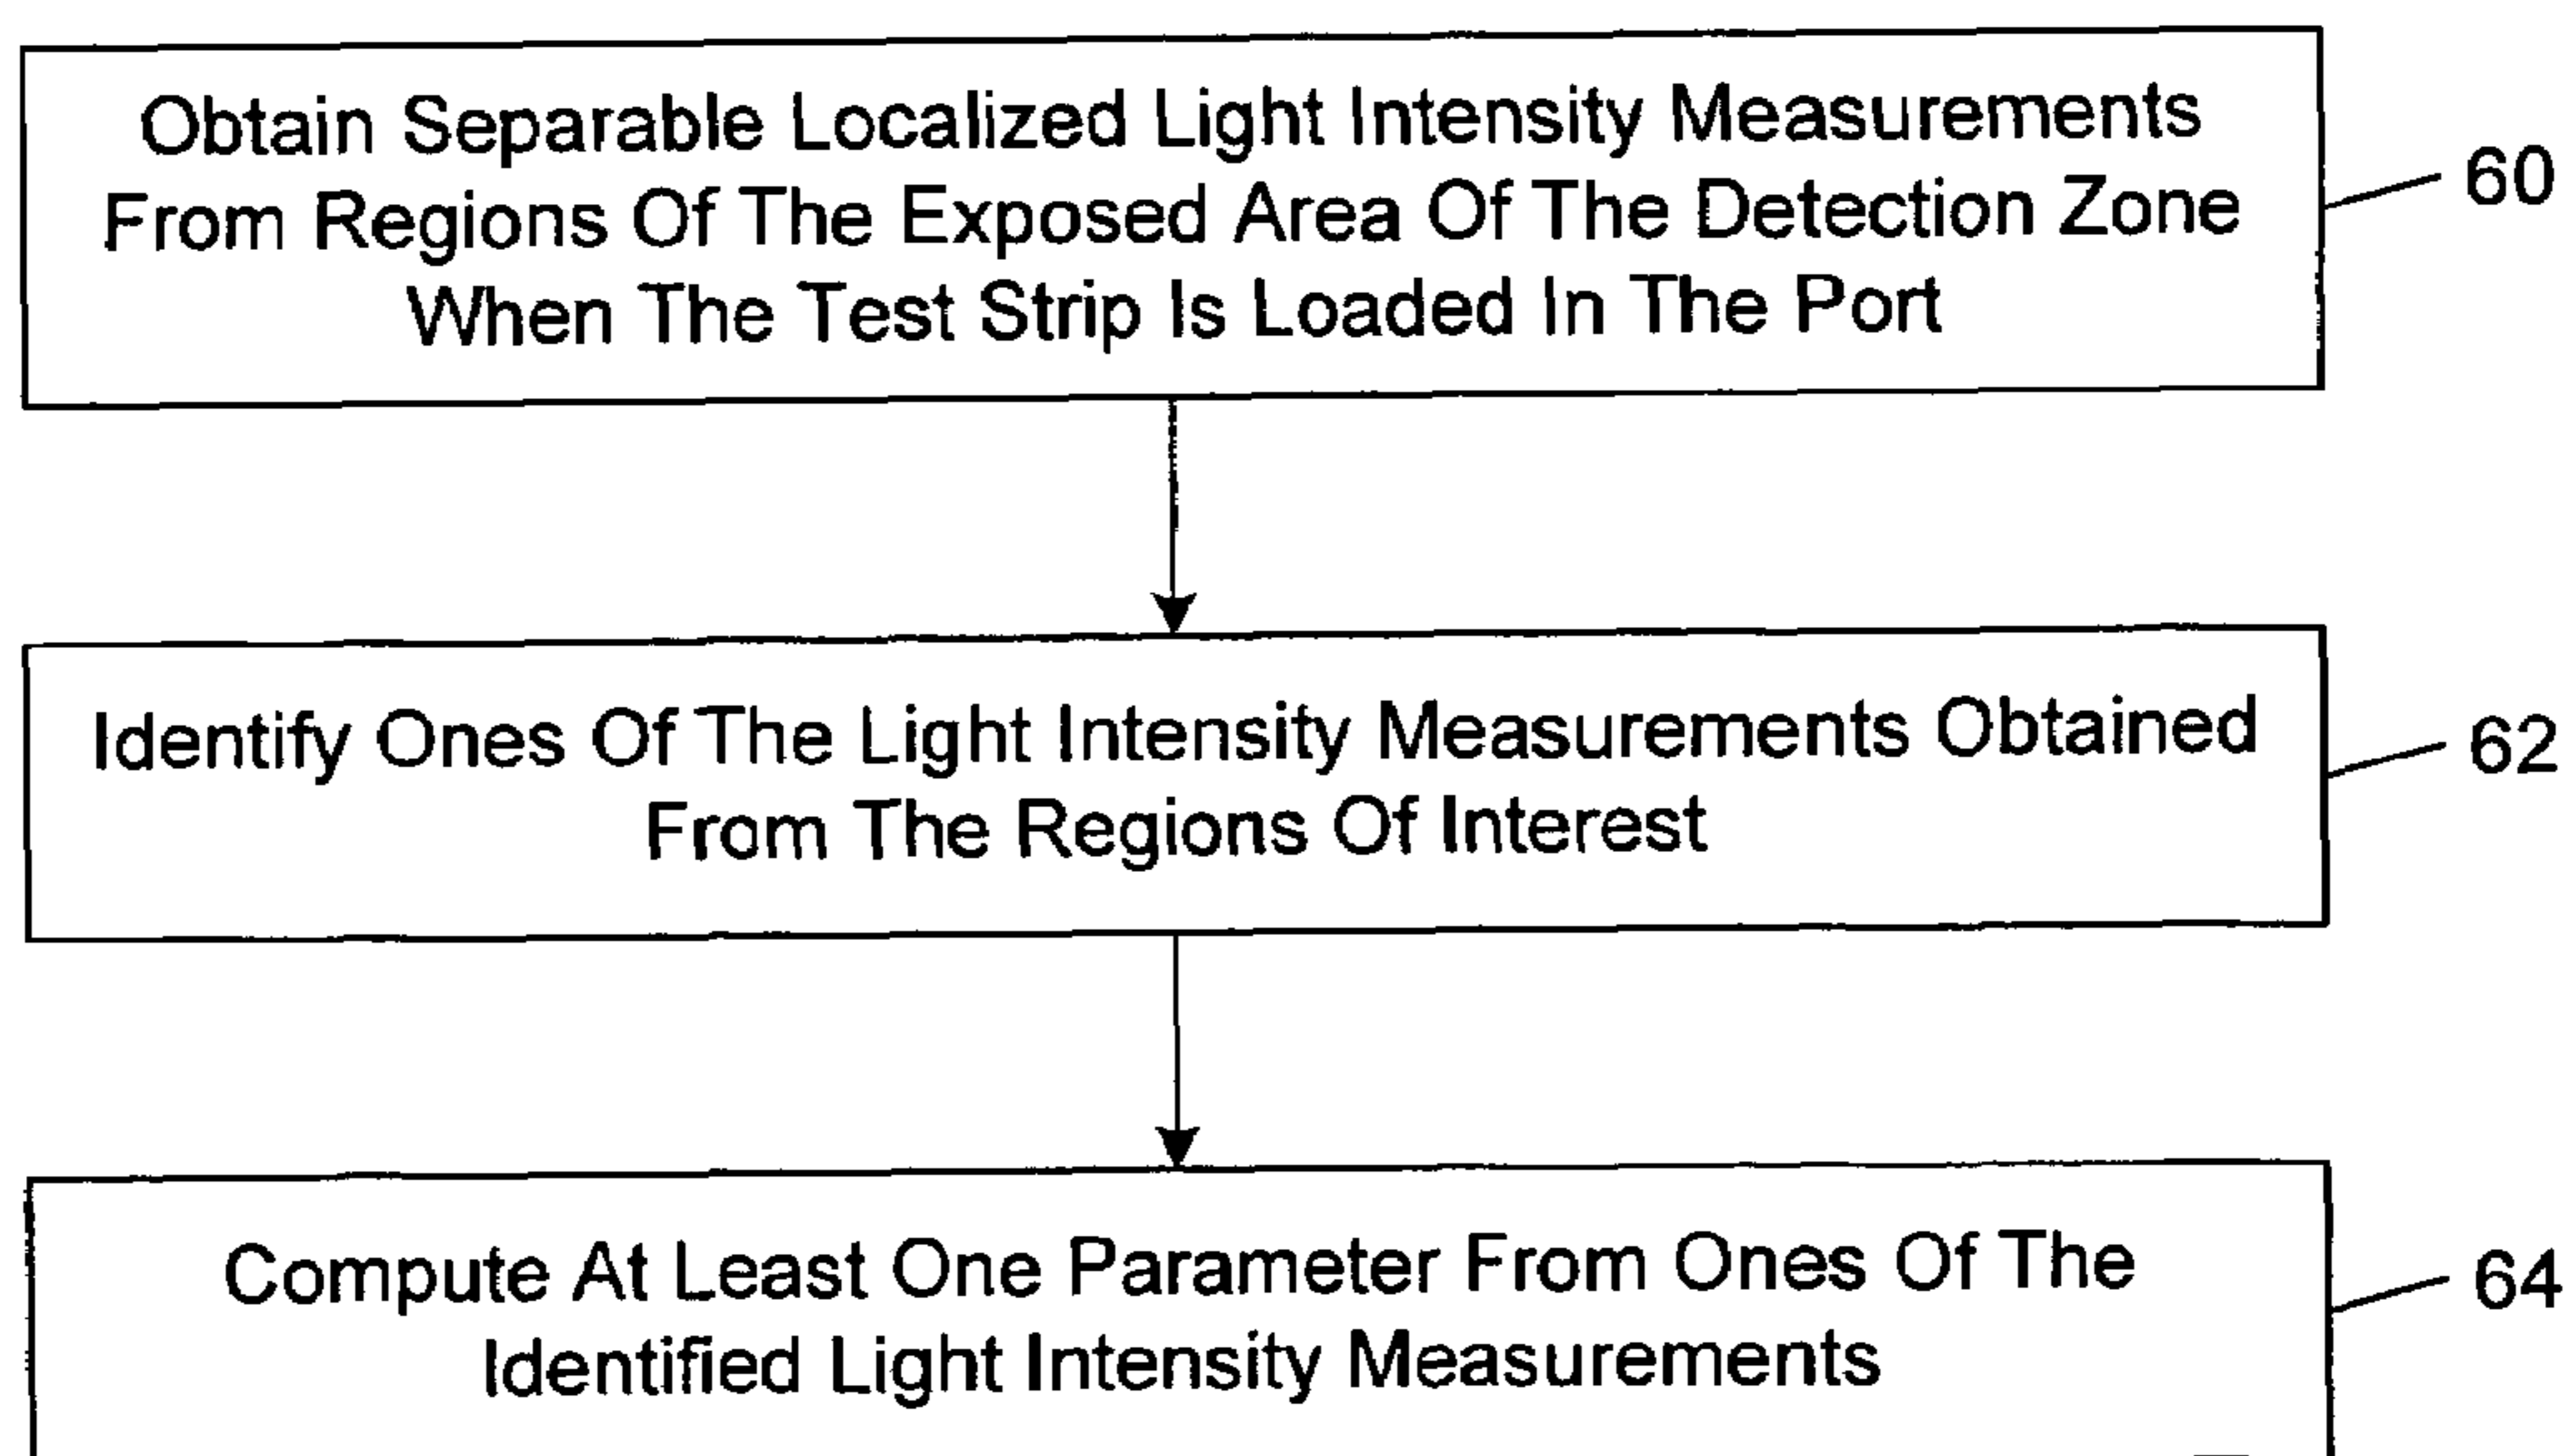 Obtain Separable Localized Light Intensity Measurements
From Regions Of The Exposed Area Of The Detection Zone
When The Test Strip Is Loaded In The Port
60
Identify Ones Of The Light Intensity Measurements Obtained
From The Regions Of Interest
62
Compute At Least One Parameter From Ones Of The
Identified Light Intensity Measurements
64